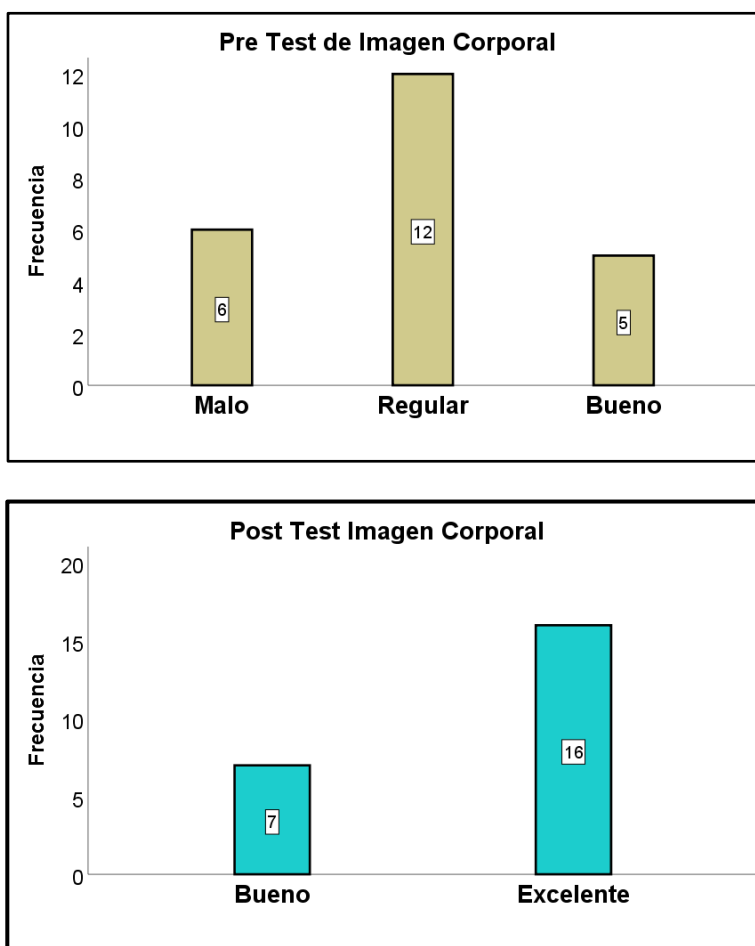 Pre Test de Imagen Corporal
Frecuencia
12
10
8
6
4
2
0
6
12
5
Malo Regular Bueno
Post Test Imagen Corporal
Frecuencia
20
15
10
5
0
7
16
Bueno Excelente